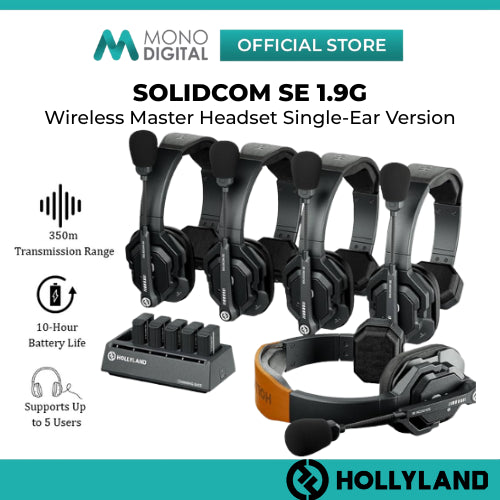 MONO
DIGITAL
OFFICIAL STORE
SOLIDCOM SE 1.9G
Wireless Master Headset Single-Ear Version
350m
Transmission Range
10-Hour
Battery Life
Supports Up
to 5 Users
HOLLYLAND
HOLLYLAND